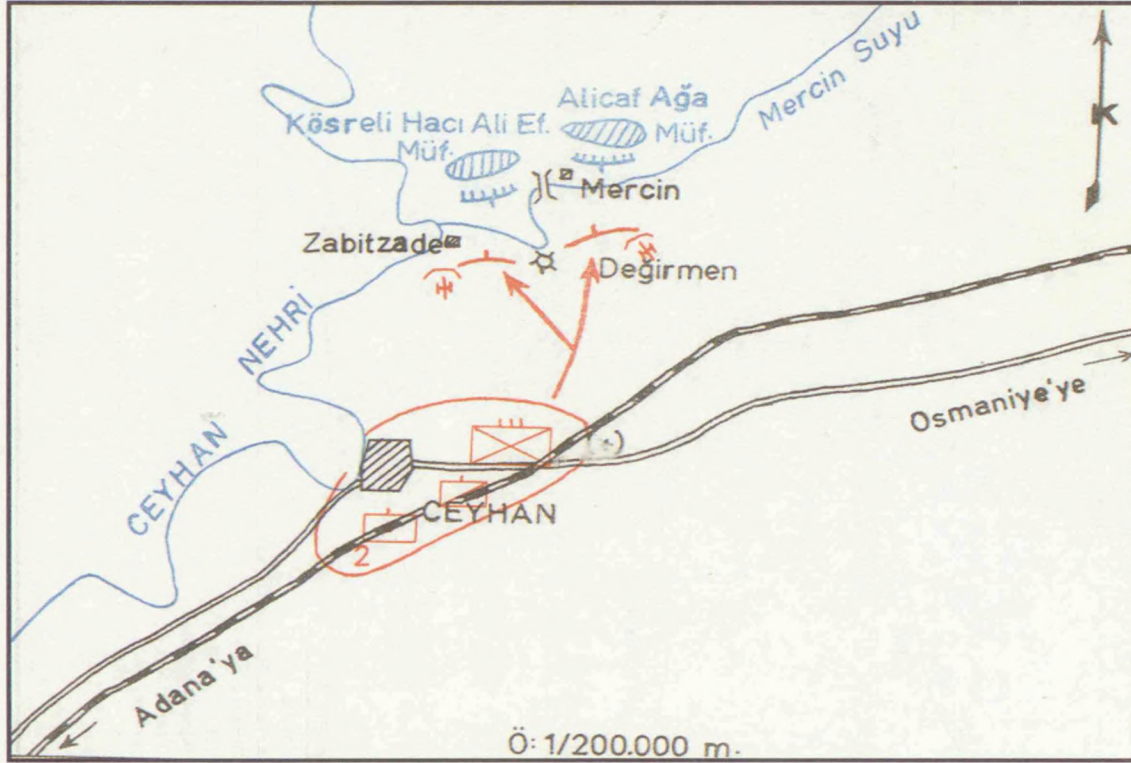 Mercin Suyu
Alicaf Ağa
Müf.
Kösreli Hacı Ali Ef.
Müf.
K
Mercin
Zabitzade
Değirmen
CEYHAN NEHRİ
Osmaniye'ye
CEYHAN
2
Adana'ya
Ö: 1/200.000 m.